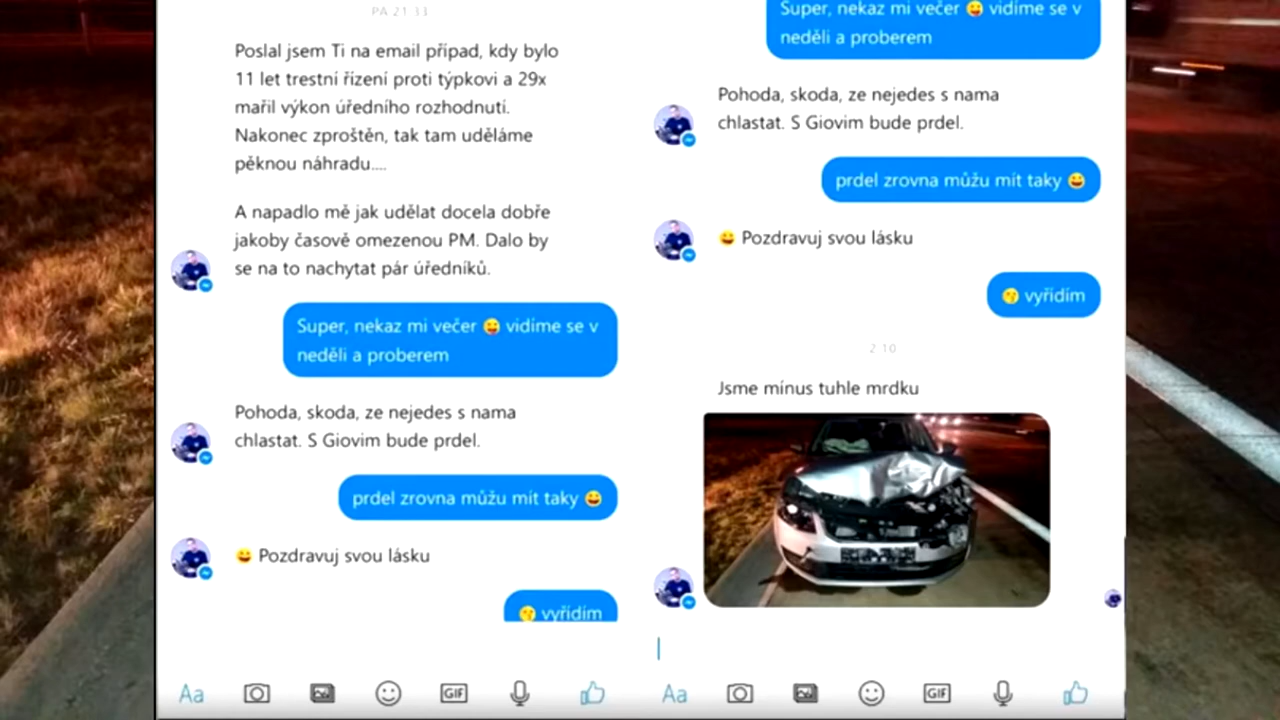 PÁ 21 33
Poslal jsem Ti na email případ, kdy bylo
11 let trestní řízení proti týpkovi a 29x
mařil výkon úředního rozhodnutí.
Nakonec zproštěn, tak tam uděláme
pěknou náhradu....
A napadlo mě jak udělat docela dobře
jakoby časově omezenou PM. Dalo by
se na to nachytat pár úředníků.
Super, nekaz mi večer 😜 vidíme se v
neděli a proberem
Pohoda, skoda, ze nejedes s nama
chlastat. S Giovim bude prdel.
prdel zrovna můžu mít taky 😄
😄 Pozdravuj svou lásku
🤫 vyřídím
Aa
GIF
Super, nekaz mi večer 😜 vidíme se v
neděli a proberem
Pohoda, skoda, ze nejedes s nama
chlastat. S Giovim bude prdel.
prdel zrovna můžu mít taky 😄
😄 Pozdravuj svou lásku
🤫 vyřídím
2 10
Jsme mínus tuhle mrdku
Aa
GIF